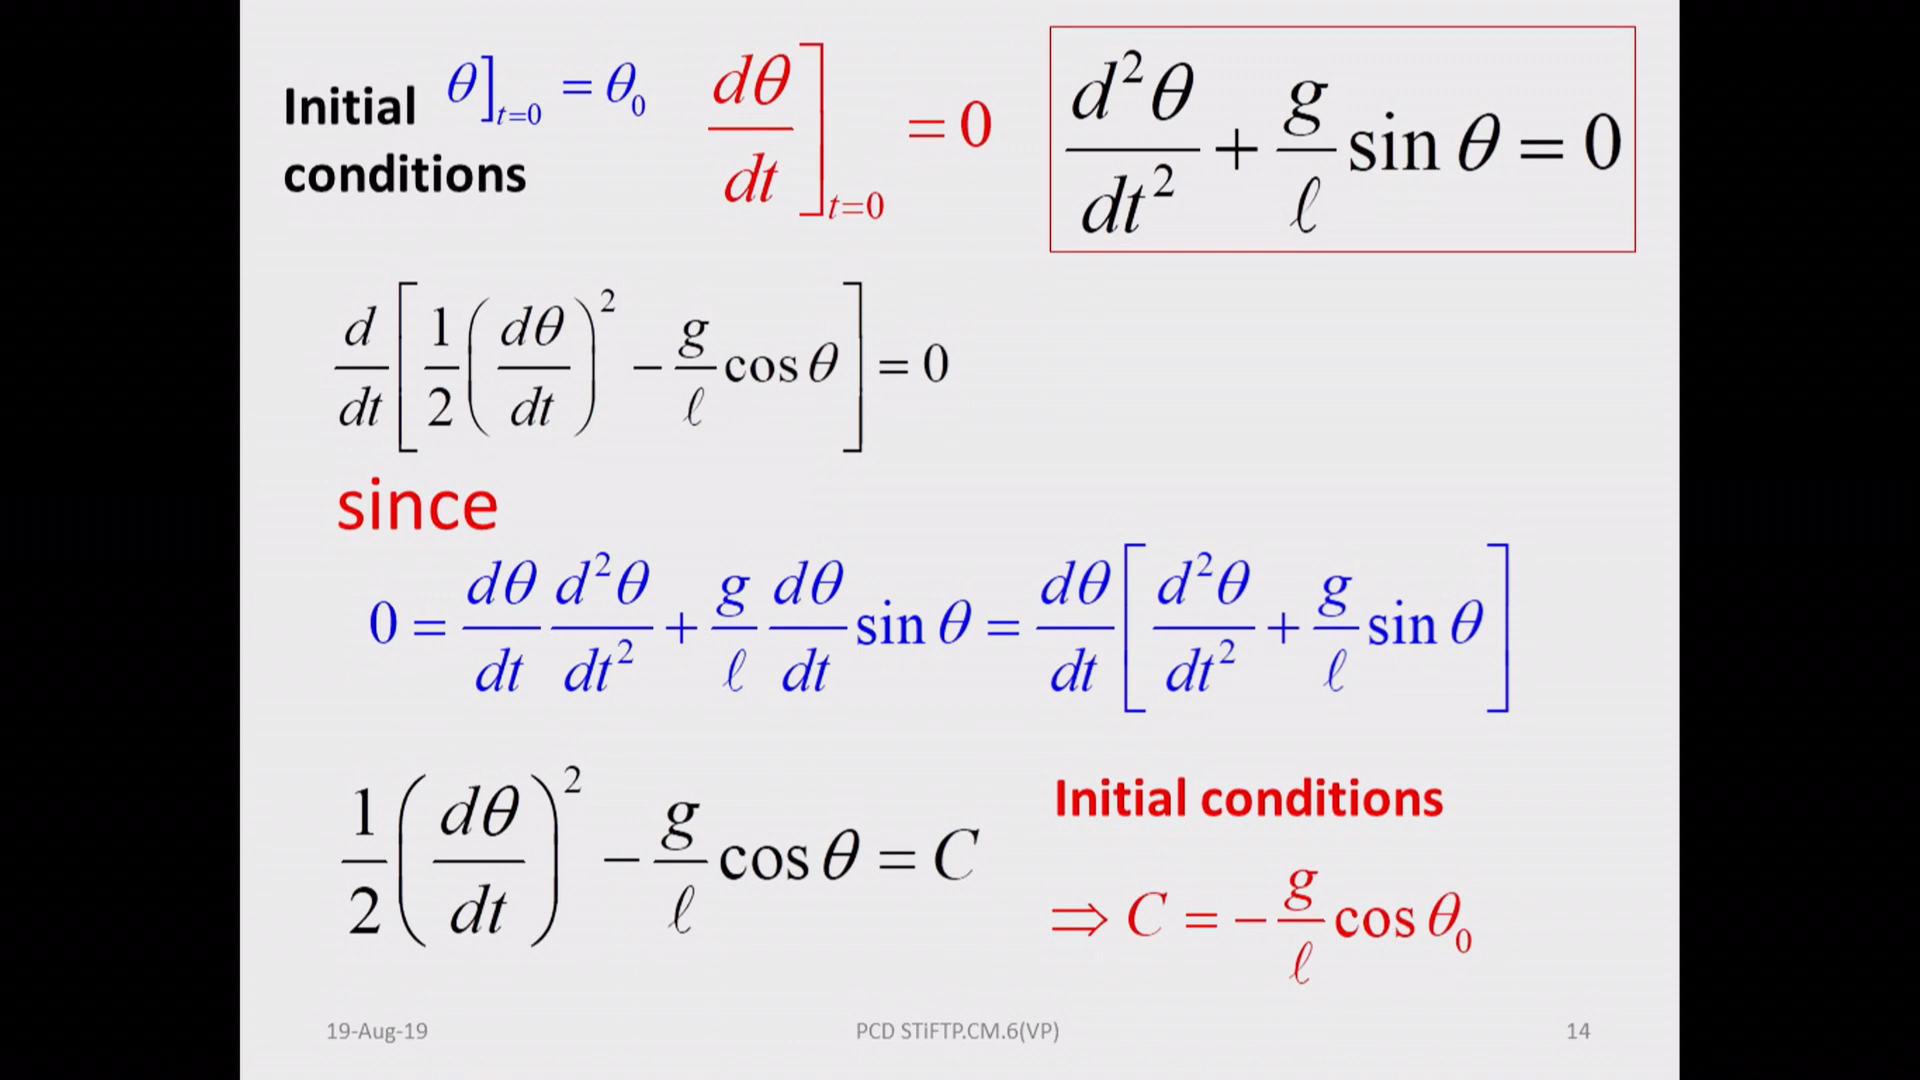 Initial conditions θ]_{t=0} = θ_0   dθ/dt]_{t=0} = 0   d²θ/dt² + g/ℓ sin θ = 0
d/dt [ 1/2 (dθ/dt)² − g/ℓ cos θ ] = 0
since
0 = dθ/dt d²θ/dt² + g/ℓ dθ/dt sin θ = dθ/dt [ d²θ/dt² + g/ℓ sin θ ]
1/2 (dθ/dt)² − g/ℓ cos θ = C
Initial conditions
⇒ C = − g/ℓ cos θ_0
19-Aug-19 PCD STiFTP.CM.6(VP) 14